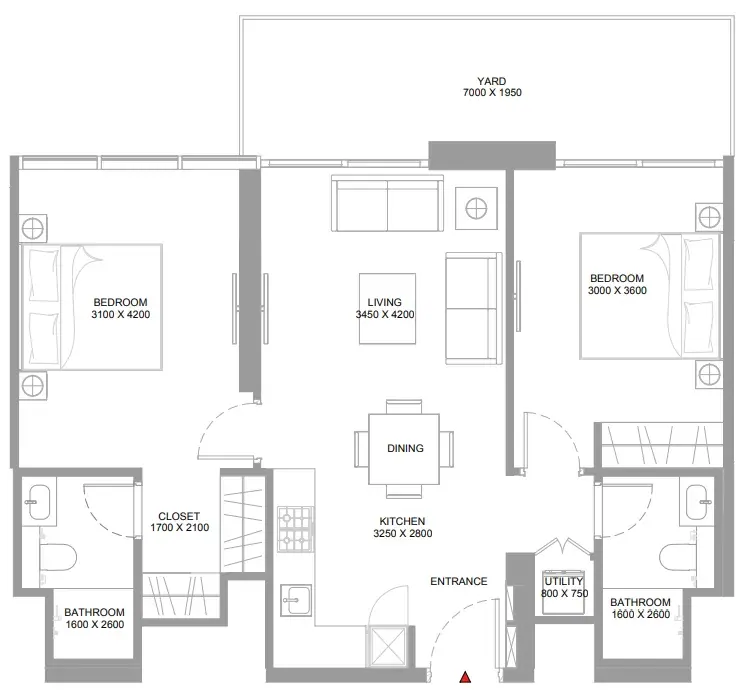 YARD
7000 X 1950
BEDROOM
3100 X 4200
LIVING
3450 X 4200
BEDROOM
3000 X 3600
DINING
CLOSET
1700 X 2100
KITCHEN
3250 X 2800
ENTRANCE
UTILITY
800 X 750
BATHROOM
1600 X 2600
BATHROOM
1600 X 2600